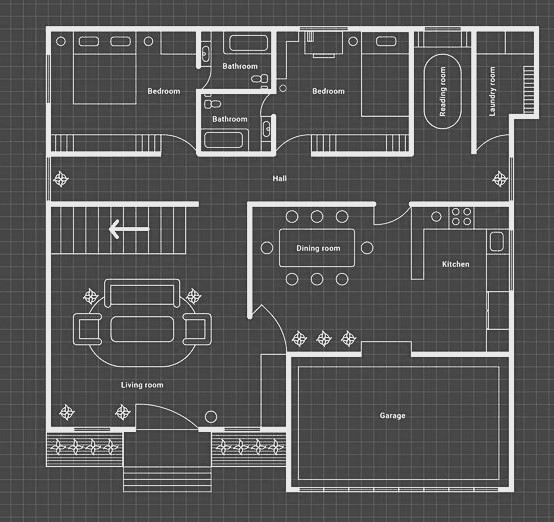 Bathroom
Bedroom
Bedroom
Reading room
Laundry room
Bathroom
Hall
Dining room
Kitchen
Living room
Garage